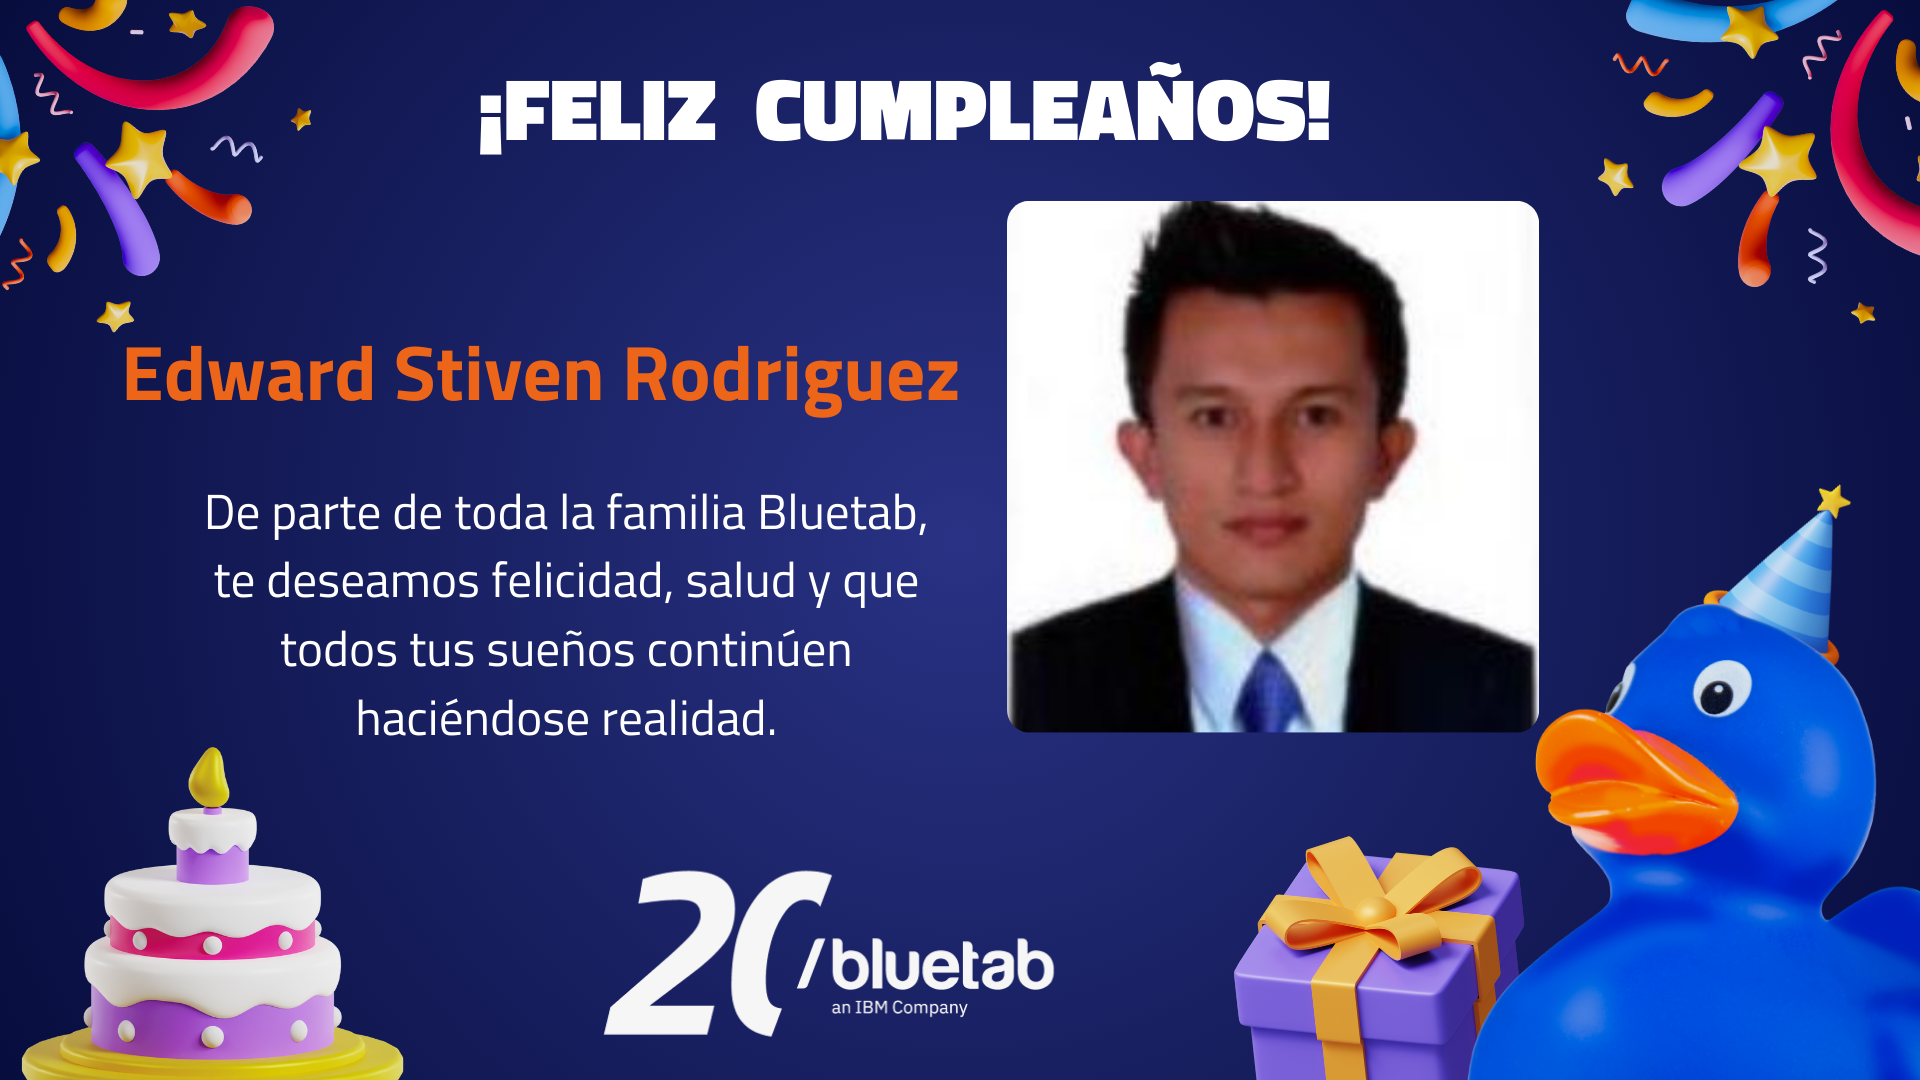 ¡FELIZ CUMPLEAÑOS!
Edward Stiven Rodriguez
De parte de toda la familia Bluetab,
te deseamos felicidad, salud y que
todos tus sueños continúen
haciéndose realidad.
20/bluetab
an IBM Company